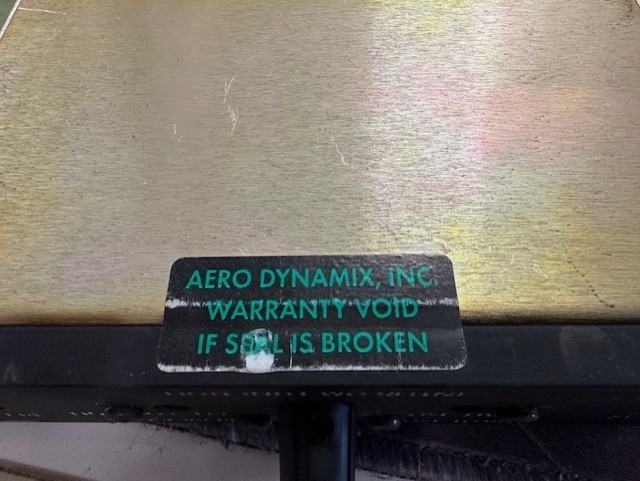 AERO DYNAMIX, INC.
WARRANTY VOID
IF SEAL IS BROKEN